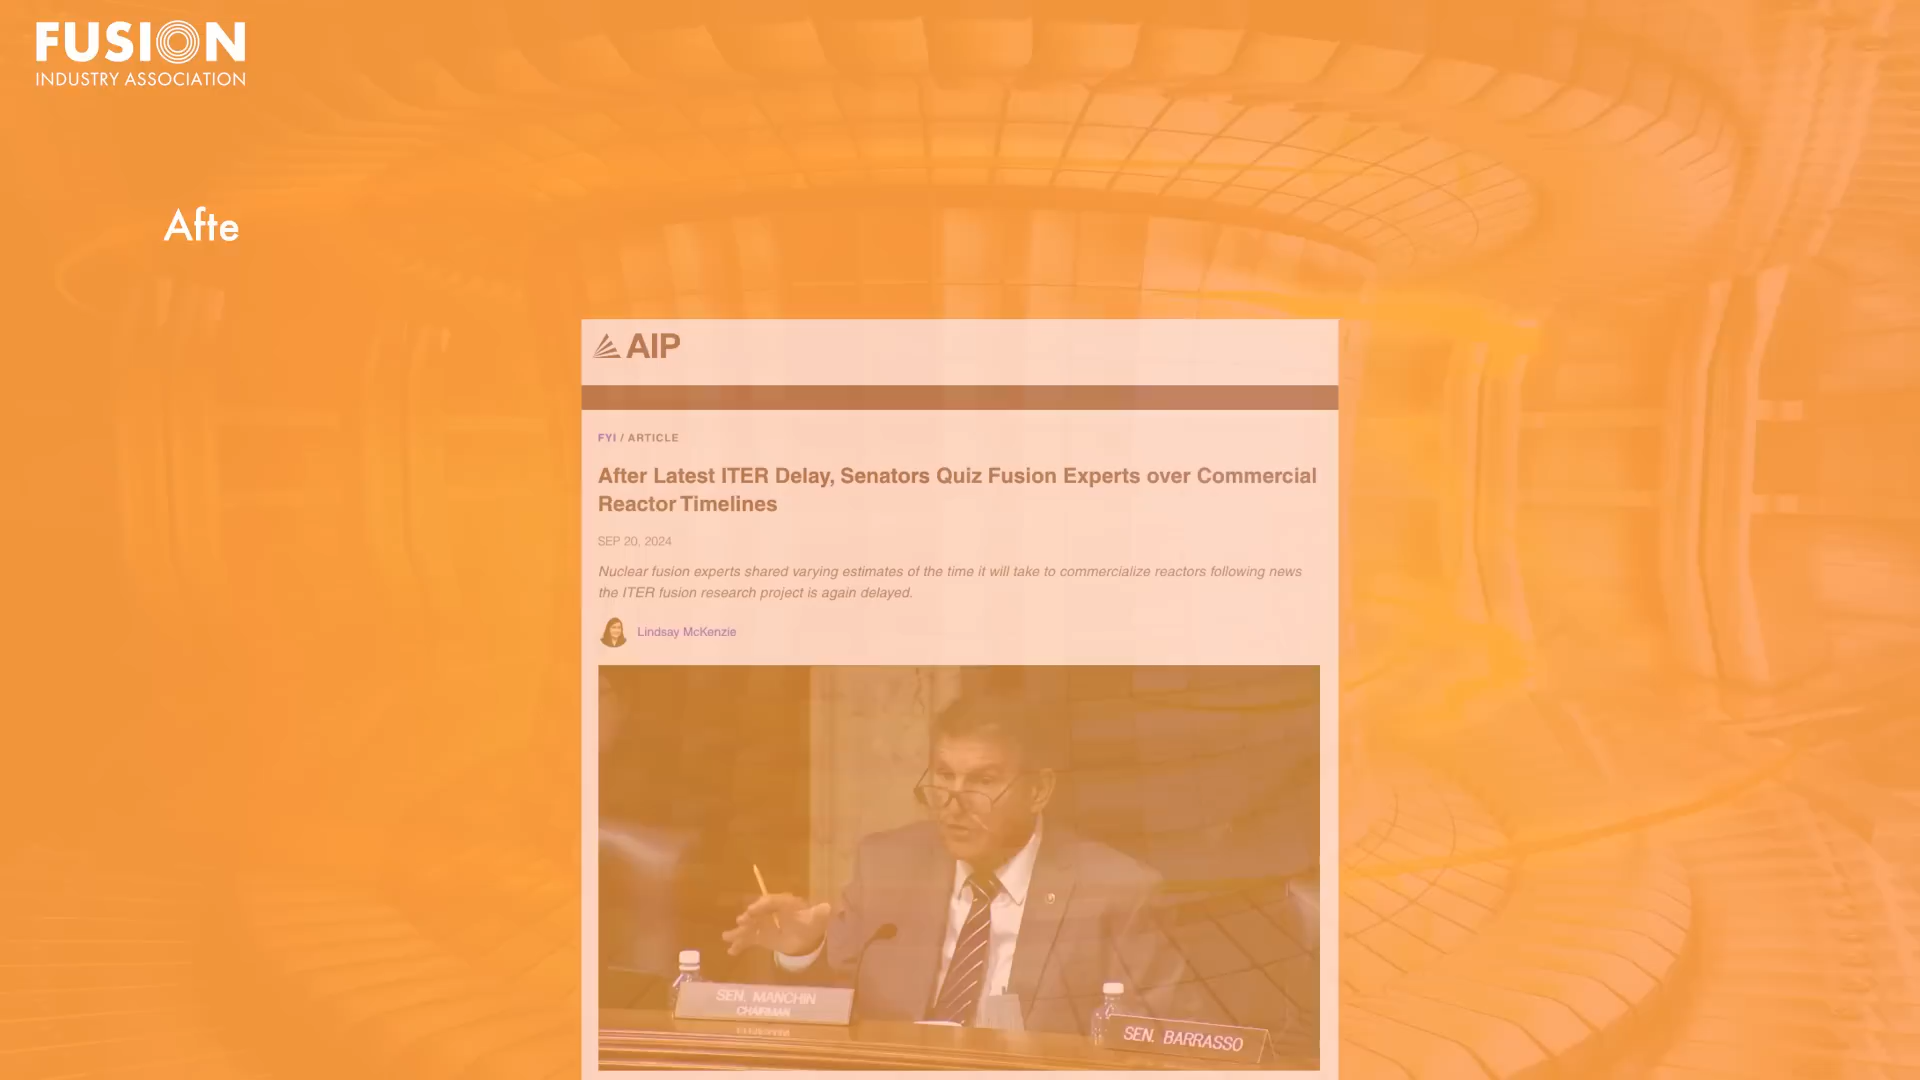 FUSION
INDUSTRY ASSOCIATION
Afte
AIP
FYI / ARTICLE
After Latest ITER Delay, Senators Quiz Fusion Experts over Commercial
Reactor Timelines
SEP 20, 2024
Nuclear fusion experts shared varying estimates of the time it will take to commercialize reactors following news
the ITER fusion research project is again delayed.
Lindsay McKenzie
SEN. MANCHIN
CHAIRMAN
SEN. BARRASSO